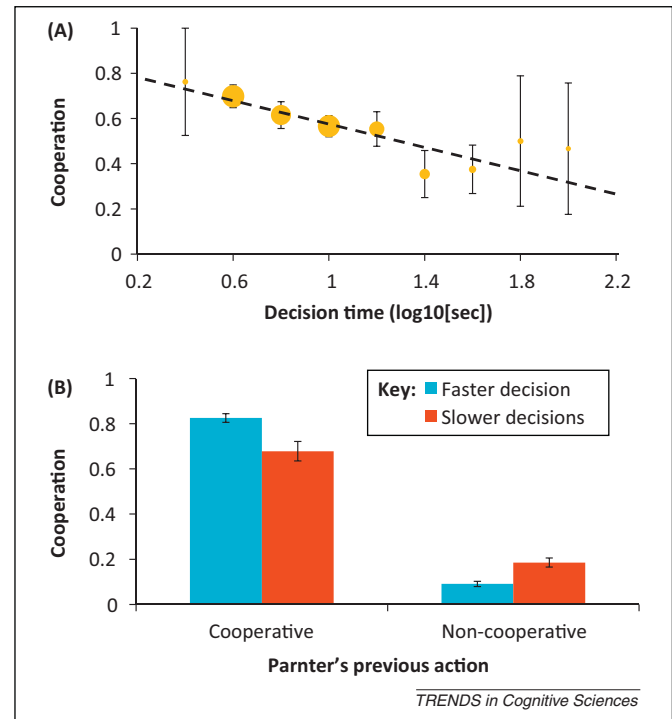 (A)
1
0.8
0.6
0.4
0.2
0
Cooperation
0.2 0.6 1 1.4 1.8 2.2
Decision time (log10[sec])
(B)
Key: Faster decision
Slower decisions
1
0.8
0.6
0.4
0.2
0
Cooperation
Cooperative Non-cooperative
Parnter's previous action
TRENDS in Cognitive Sciences